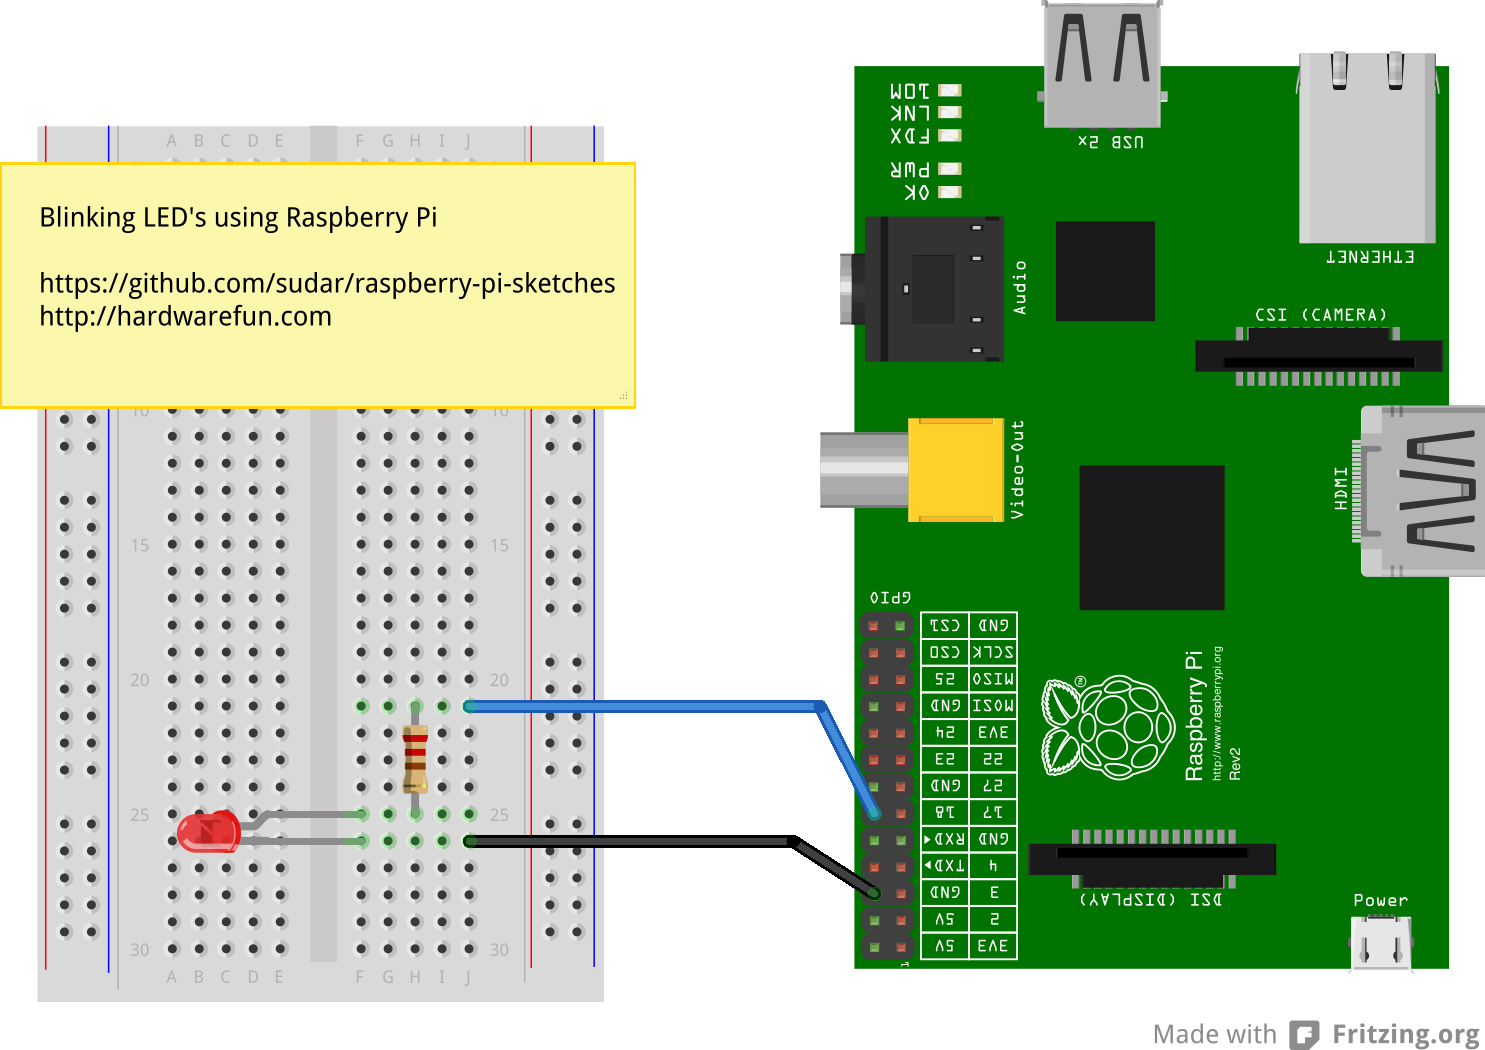 A B C D E F G H I J
Blinking LED's using Raspberry Pi
https://github.com/sudar/raspberry-pi-sketches
http://hardwarefun.com
10 10
15 15
20 20
25 25
30 30
A B C D E F G H I J
10M
LNK
FDX
PWR
OK
USB 2x
ETHERNET
Audio
CSI (CAMERA)
Video-Out
HDMI
GPIO
CS1 GND
CS0 SCLK
25 MISO
GND MOSI
24 3V3
23 22
GND 27
18 17
RXD GND
TXD 4
GND 3
5V 2
5V 3V3
1
TM
Raspberry Pi
http://www.raspberrypi.org
Rev2
DSI (DISPLAY)
Power
Made with Fritzing.org